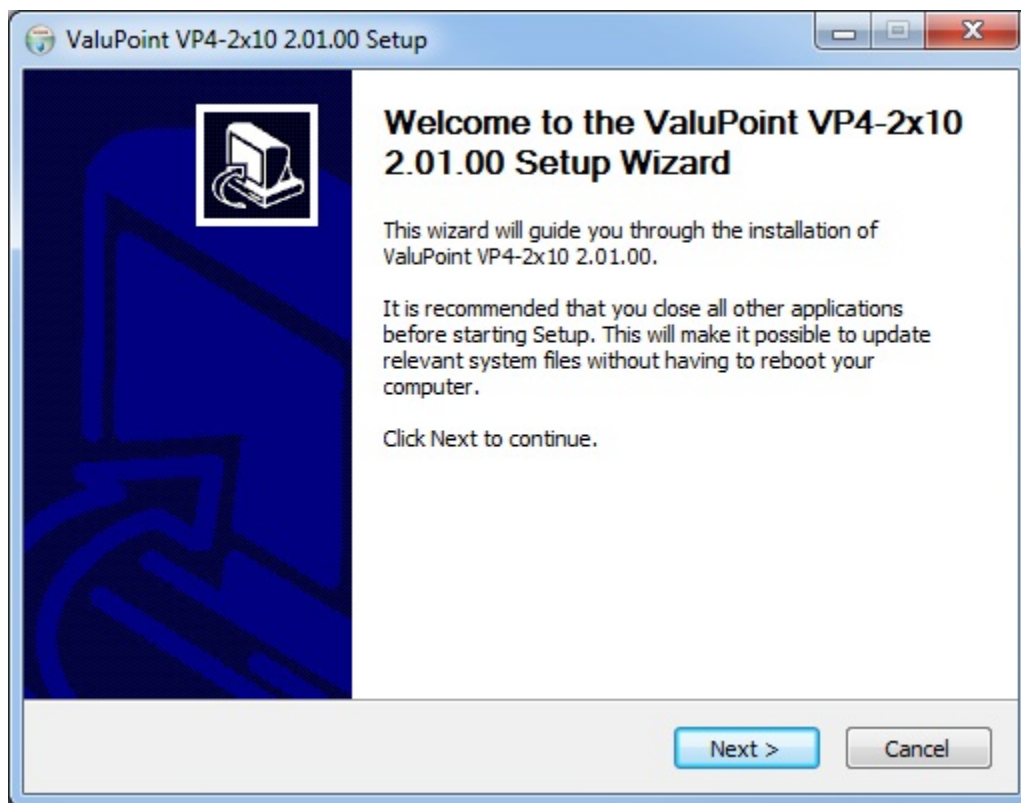 ValuPoint VP4-2x10 2.01.00 Setup
Welcome to the ValuPoint VP4-2x10
2.01.00 Setup Wizard
This wizard will guide you through the installation of
ValuPoint VP4-2x10 2.01.00.
It is recommended that you close all other applications
before starting Setup. This will make it possible to update
relevant system files without having to reboot your
computer.
Click Next to continue.
Next >
Cancel